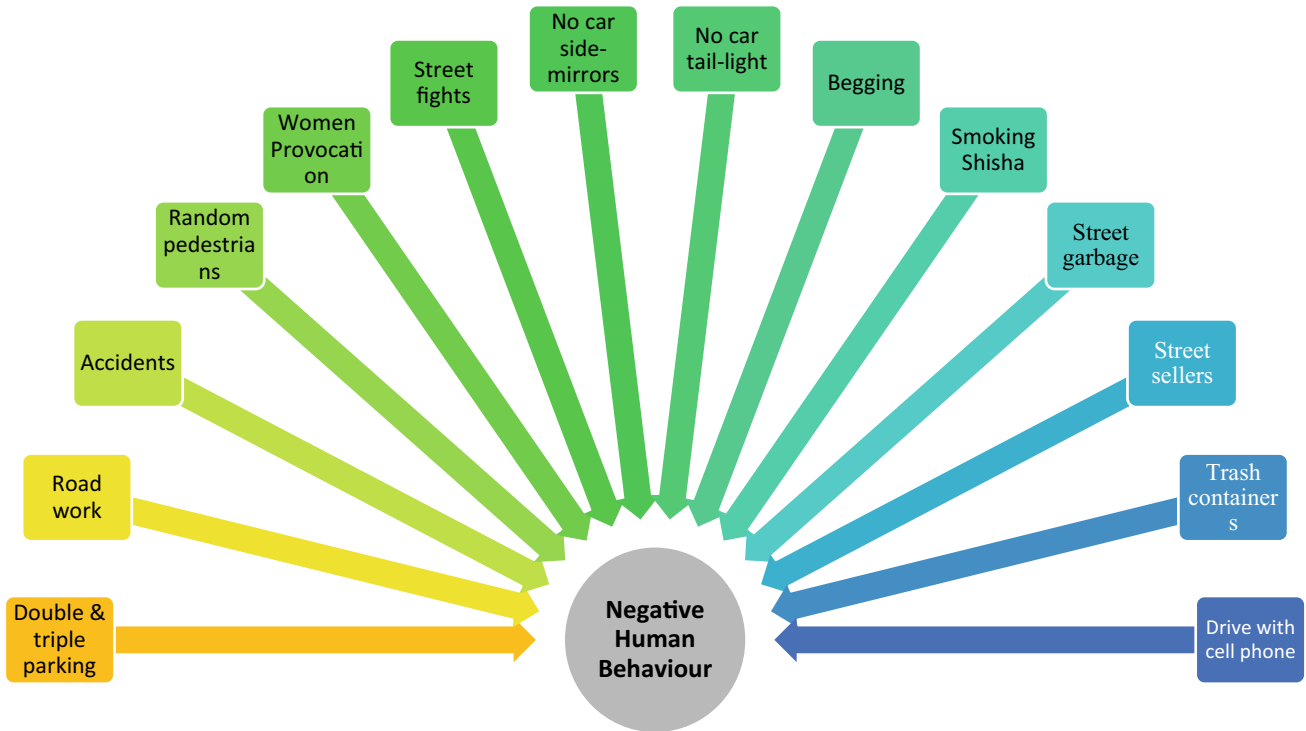 No car
side-
mirrors
No car
tail-light
Street
fights
Begging
Women
Provocati
on
Smoking
Shisha
Random
pedestria
ns
Street
garbage
Accidents
Street
sellers
Road
work
Trash
container
s
Double &
triple
parking
Negative
Human
Behaviour
Drive with
cell phone